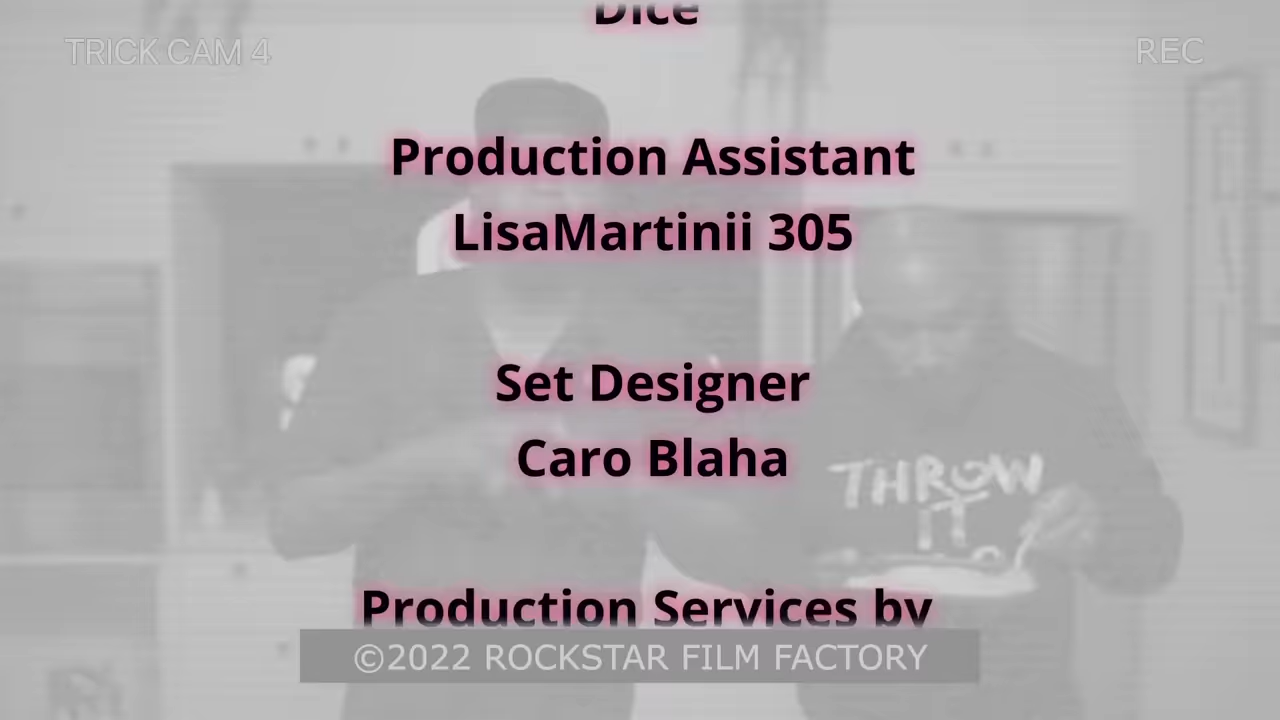 Dice
TRICK CAM 4
REC
Production Assistant
LisaMartinii 305
Set Designer
Caro Blaha
THROW
IT
Production Services by
©2022 ROCKSTAR FILM FACTORY